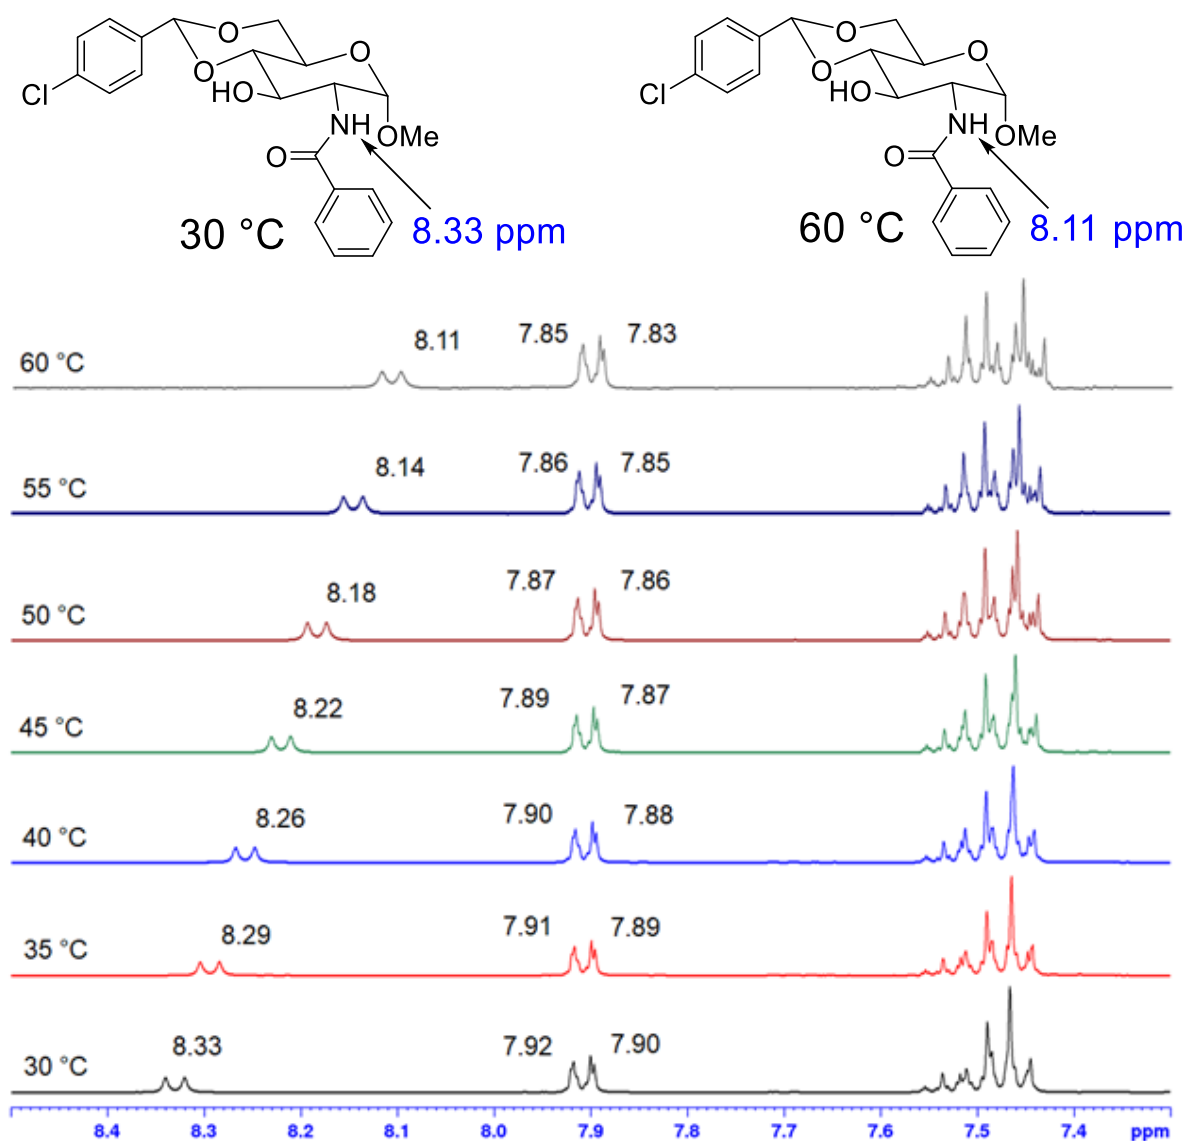 O
O
O
HO
Cl
NH
OMe
O
30 °C
8.33 ppm
O
O
O
HO
Cl
NH
OMe
O
60 °C
8.11 ppm
60 °C 8.11 7.85 7.83
55 °C 8.14 7.86 7.85
50 °C 8.18 7.87 7.86
45 °C 8.22 7.89 7.87
40 °C 8.26 7.90 7.88
35 °C 8.29 7.91 7.89
30 °C 8.33 7.92 7.90
8.4 8.3 8.2 8.1 8.0 7.9 7.8 7.7 7.6 7.5 7.4 ppm